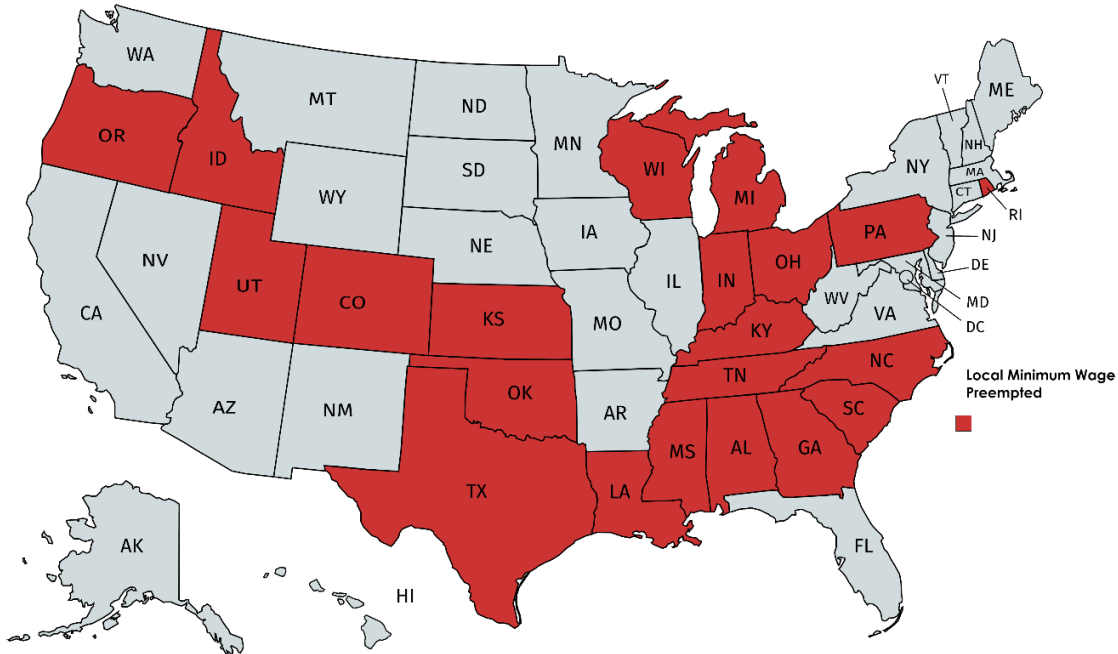 WA
MT
ND
MN
VT
ME
OR
ID
SD
WI
NY
NH
MA
CT
RI
WY
MI
IA
NE
PA
NJ
NV
UT
CO
IL
IN
OH
DE
MD
DC
CA
KS
MO
WV
VA
KY
NC
TN
AZ
NM
OK
AR
SC
MS
AL
GA
TX
LA
FL
AK
HI
Local Minimum Wage
Preempted